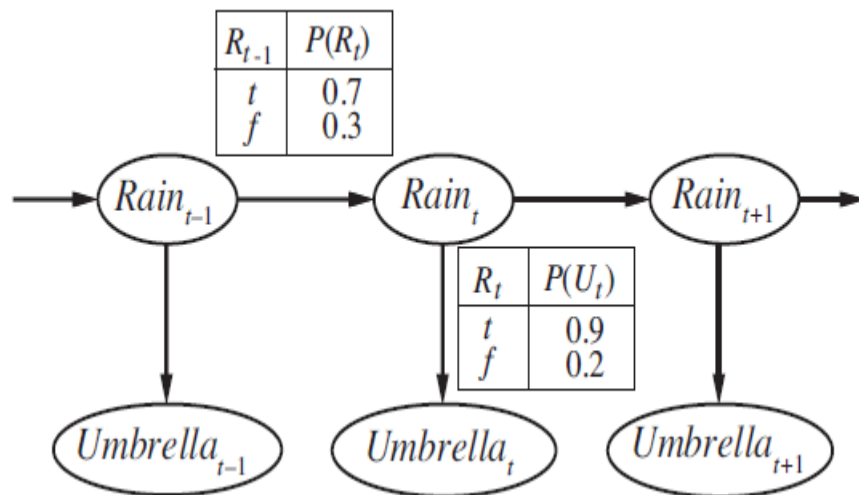 R_{t-1} P(R_t)
t 0.7
f 0.3
Rain_{t-1} Rain_t Rain_{t+1}
R_t P(U_t)
t 0.9
f 0.2
Umbrella_{t-1} Umbrella_t Umbrella_{t+1}